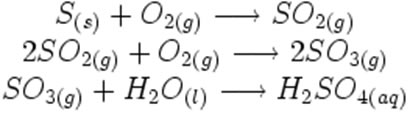 S(s) + O2(g) ⟶ SO2(g)
2SO2(g) + O2(g) ⟶ 2SO3(g)
SO3(g) + H2O(l) ⟶ H2SO4(aq)